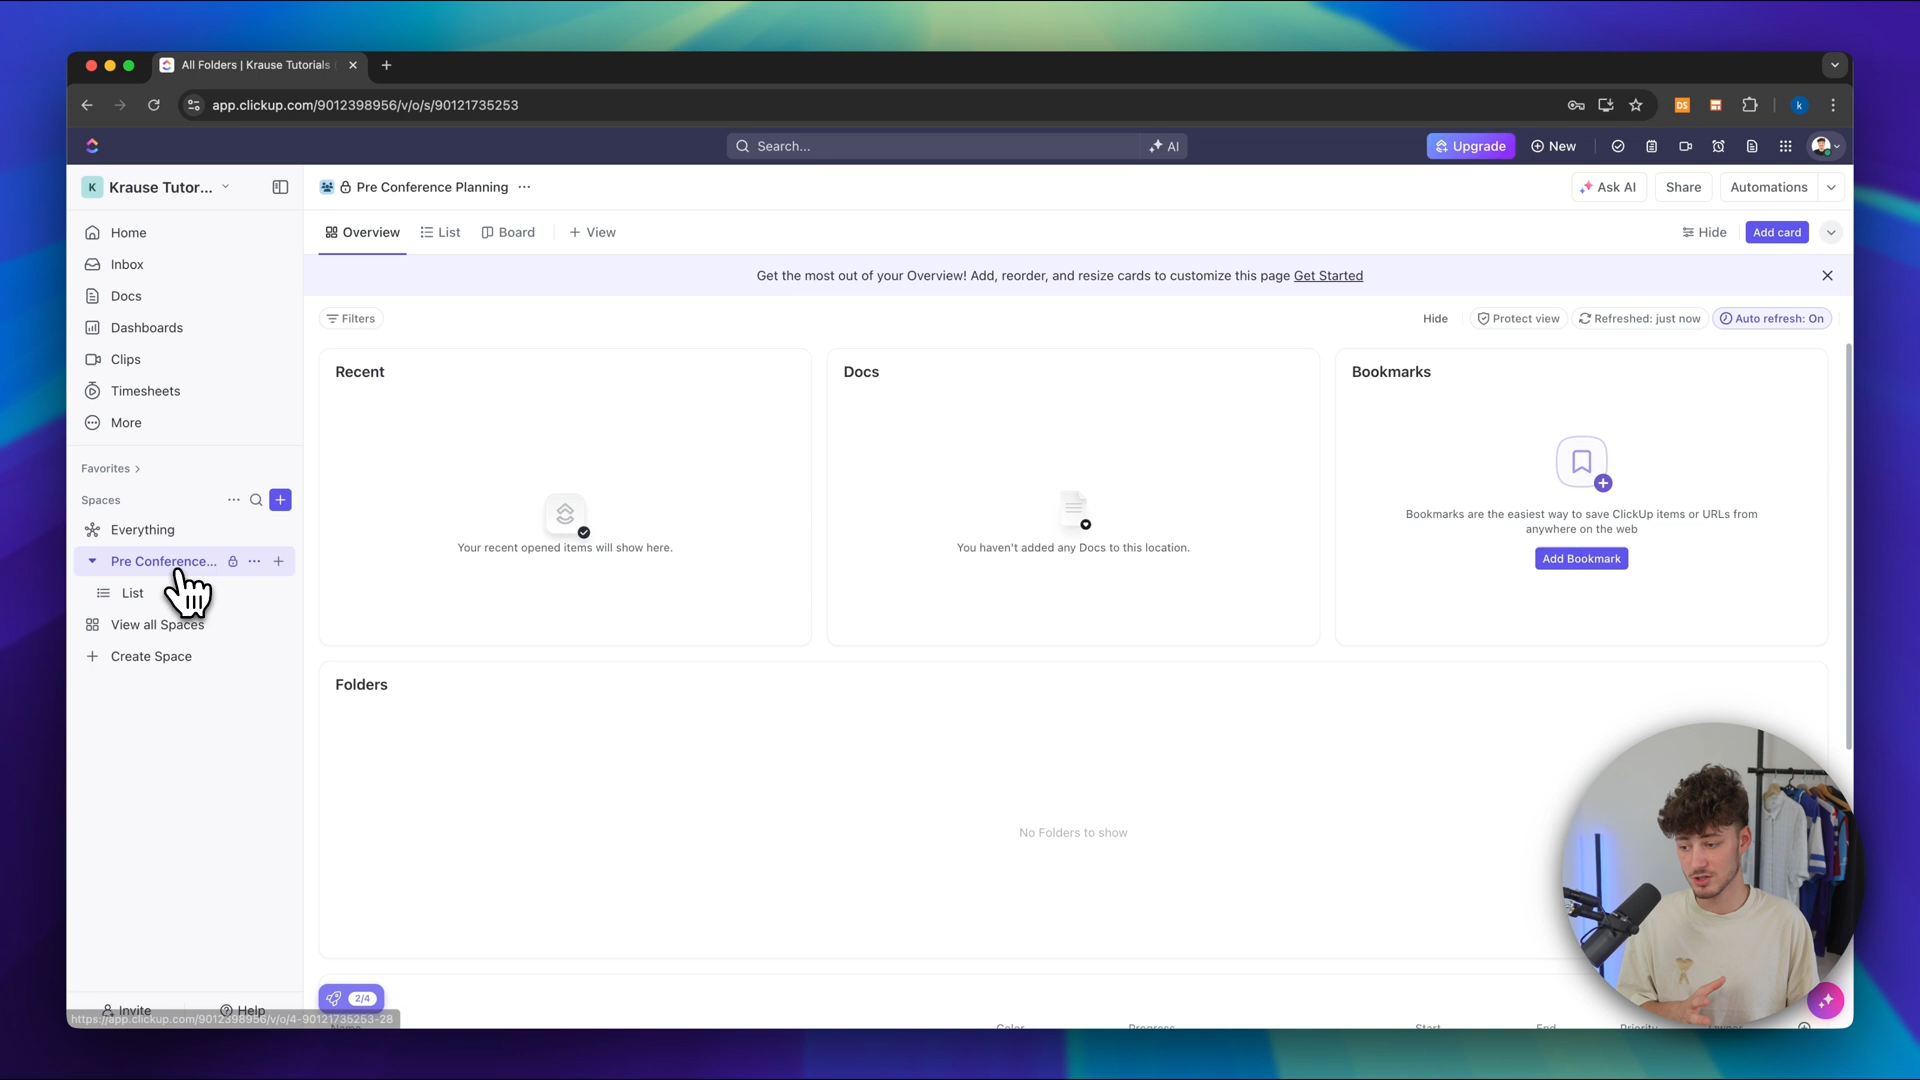 All Folders | Krause Tutorials
app.clickup.com/9012398956/v/o/s/90121735253
DS
k
Search...
AI
Upgrade
New
K
Krause Tutor...
Pre Conference Planning
Ask AI
Share
Automations
Home
Inbox
Docs
Dashboards
Clips
Timesheets
More
Overview
List
Board
View
Hide
Add card
Get the most out of your Overview! Add, reorder, and resize cards to customize this page Get Started
Filters
Hide
Protect view
Refreshed: just now
Auto refresh: On
Favorites
Spaces
Everything
Pre Conference...
List
View all Spaces
Create Space
Recent
Your recent opened items will show here.
Docs
You haven't added any Docs to this location.
Bookmarks
Bookmarks are the easiest way to save ClickUp items or URLs from
anywhere on the web
Add Bookmark
Folders
No Folders to show
2/4
Invite
Help
https://app.clickup.com/9012398956/v/o/4-90121735253-28
Name
Color
Progress
Start
End
Priority
Owner